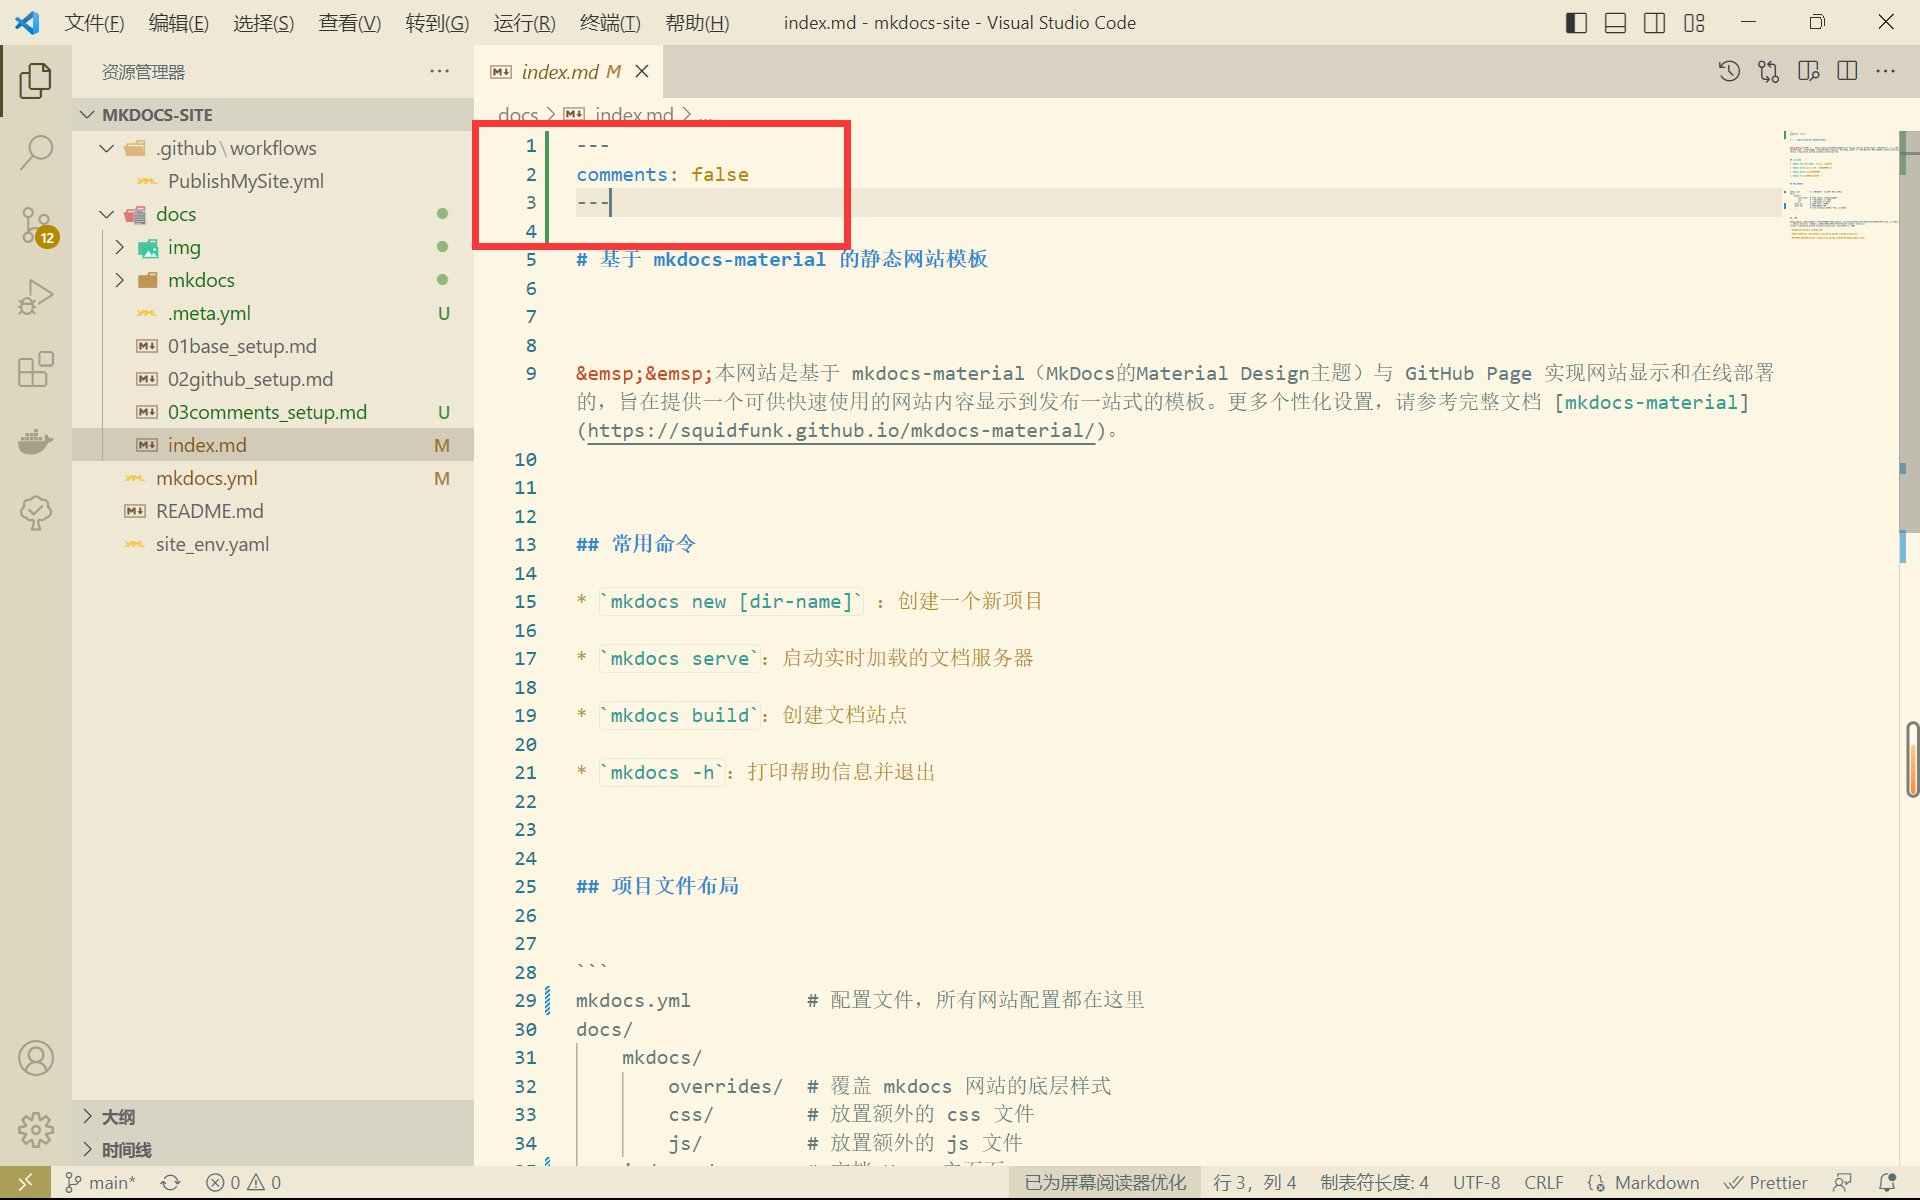 文件(F) 编辑(E) 选择(S) 查看(V) 转到(G) 运行(R) 终端(T) 帮助(H) index.md - mkdocs-site - Visual Studio Code
资源管理器
MKDOCS-SITE
.github\workflows
PublishMySite.yml
docs
img
mkdocs
.meta.yml U
01base_setup.md
02github_setup.md
03comments_setup.md U
index.md M
mkdocs.yml M
README.md
site_env.yaml
大纲
时间线
12
index.md M
docs > index.md > ...
1 ---
2 comments: false
3 ---
4
5 # 基于 mkdocs-material 的静态网站模板
6
7
8
9 &emsp;&emsp;本网站是基于 mkdocs-material（MkDocs的Material Design主题）与 GitHub Page 实现网站显示和在线部署
的，旨在提供一个可供快速使用的网站内容显示到发布一站式的模板。更多个性化设置，请参考完整文档 [mkdocs-material]
(https://squidfunk.github.io/mkdocs-material/)。
10
11
12
13 ## 常用命令
14
15 * `mkdocs new [dir-name]` ：创建一个新项目
16
17 * `mkdocs serve`：启动实时加载的文档服务器
18
19 * `mkdocs build`：创建文档站点
20
21 * `mkdocs -h`：打印帮助信息并退出
22
23
24
25 ## 项目文件布局
26
27
28 ```
29 mkdocs.yml # 配置文件，所有网站配置都在这里
30 docs/
31 mkdocs/
32 overrides/ # 覆盖 mkdocs 网站的底层样式
33 css/ # 放置额外的 css 文件
34 js/ # 放置额外的 js 文件
main* 0 0 已为屏幕阅读器优化 行 3，列 4 制表符长度: 4 UTF-8 CRLF Markdown Prettier